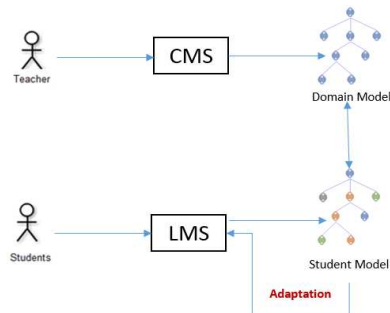 CMS
Teacher
Domain Model
LMS
Students
Student Model
Adaptation